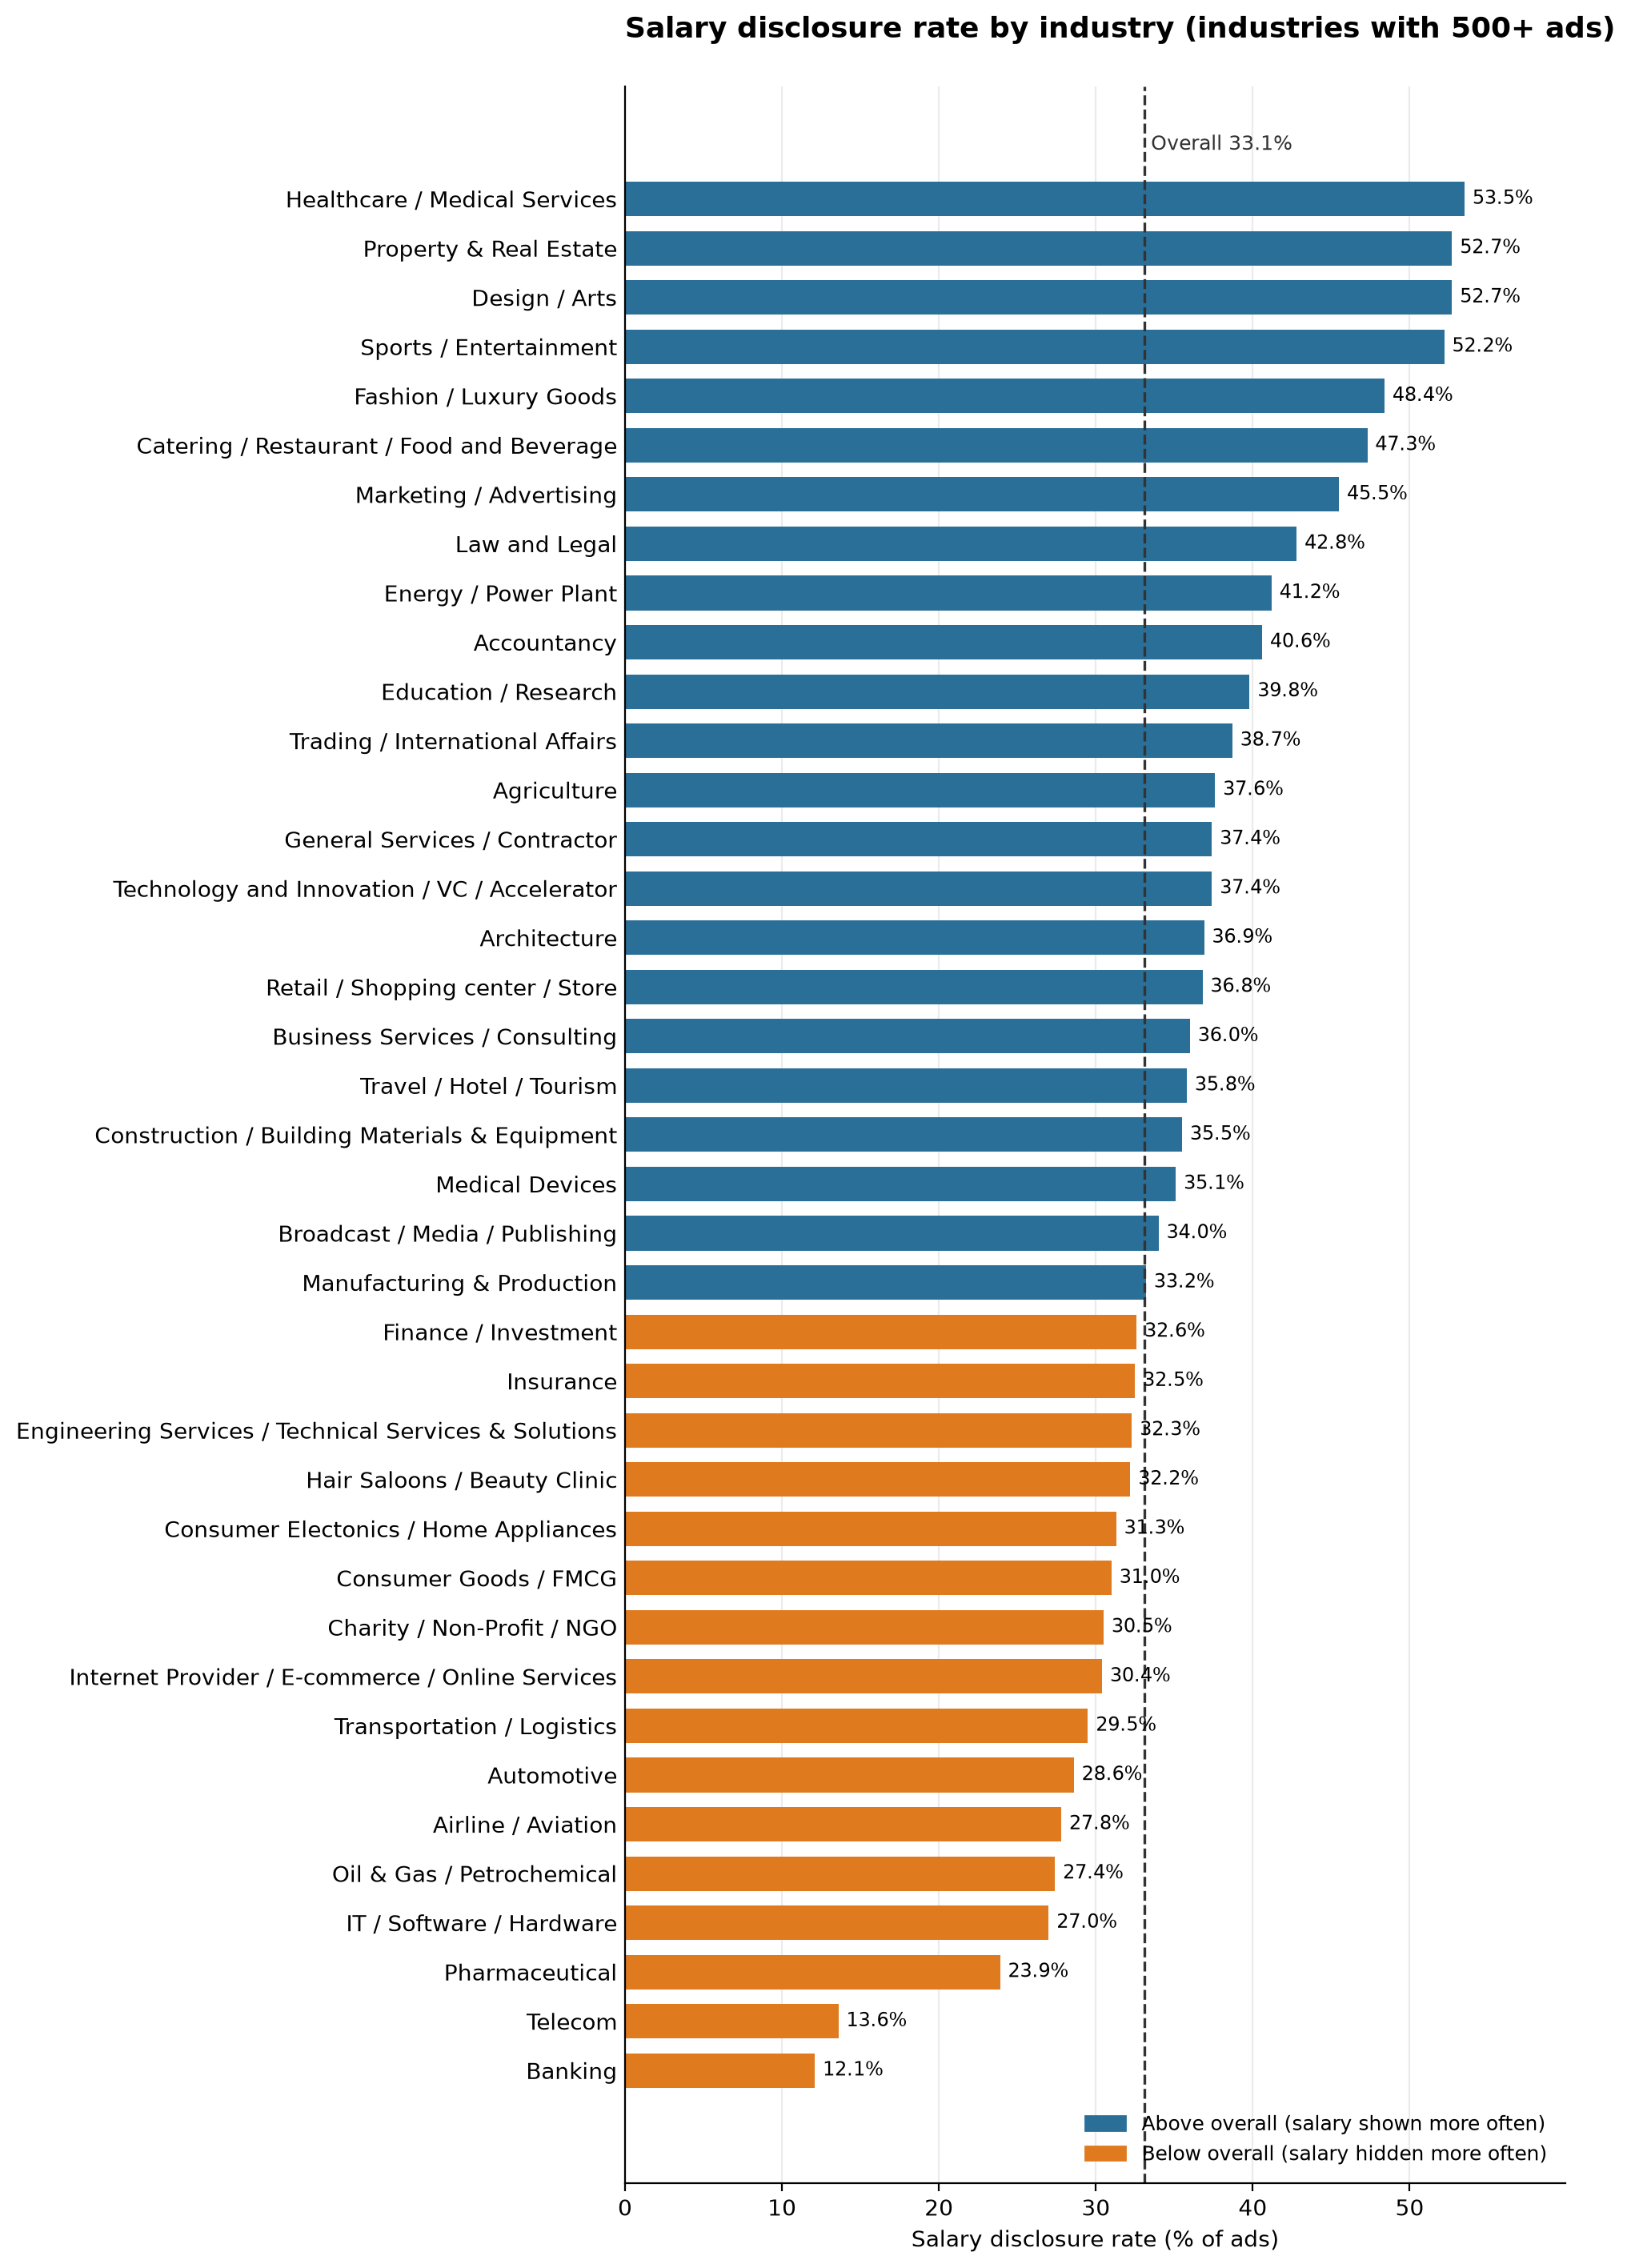 Salary disclosure rate by industry (industries with 500+ ads)
Overall 33.1%
Healthcare / Medical Services 53.5%
Property & Real Estate 52.7%
Design / Arts 52.7%
Sports / Entertainment 52.2%
Fashion / Luxury Goods 48.4%
Catering / Restaurant / Food and Beverage 47.3%
Marketing / Advertising 45.5%
Law and Legal 42.8%
Energy / Power Plant 41.2%
Accountancy 40.6%
Education / Research 39.8%
Trading / International Affairs 38.7%
Agriculture 37.6%
General Services / Contractor 37.4%
Technology and Innovation / VC / Accelerator 37.4%
Architecture 36.9%
Retail / Shopping center / Store 36.8%
Business Services / Consulting 36.0%
Travel / Hotel / Tourism 35.8%
Construction / Building Materials & Equipment 35.5%
Medical Devices 35.1%
Broadcast / Media / Publishing 34.0%
Manufacturing & Production 33.2%
Finance / Investment 32.6%
Insurance 32.5%
Engineering Services / Technical Services & Solutions 32.3%
Hair Saloons / Beauty Clinic 32.2%
Consumer Electonics / Home Appliances 31.3%
Consumer Goods / FMCG 31.0%
Charity / Non-Profit / NGO 30.5%
Internet Provider / E-commerce / Online Services 30.4%
Transportation / Logistics 29.5%
Automotive 28.6%
Airline / Aviation 27.8%
Oil & Gas / Petrochemical 27.4%
IT / Software / Hardware 27.0%
Pharmaceutical 23.9%
Telecom 13.6%
Banking 12.1%
Above overall (salary shown more often)
Below overall (salary hidden more often)
0 10 20 30 40 50
Salary disclosure rate (% of ads)